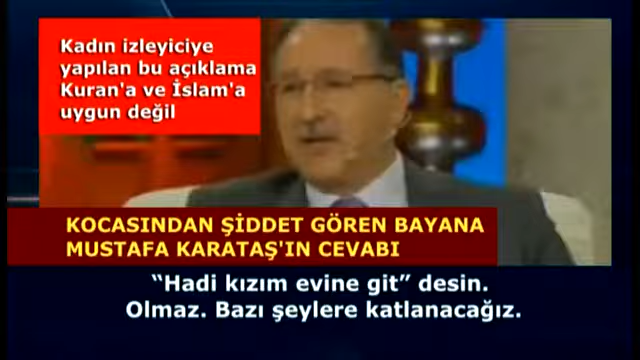 Kadın izleyiciye
yapılan bu açıklama
Kuran'a ve İslam'a
uygun değil
KOCASINDAN ŞİDDET GÖREN BAYANA
MUSTAFA KARATAŞ'IN CEVABI
“Hadi kızım evine git” desin.
Olmaz. Bazı şeylere katlanacağız.